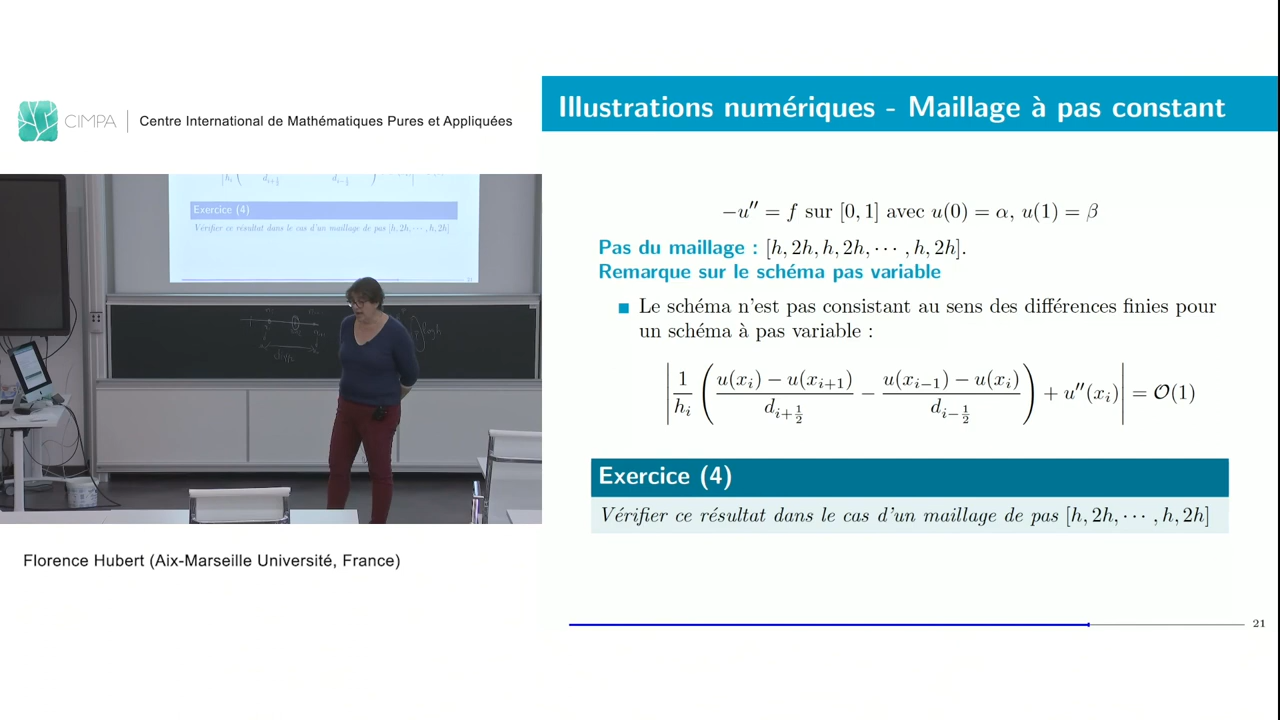 CIMPA
Centre International de Mathématiques Pures et Appliquées
Illustrations numériques - Maillage à pas constant
−u″ = f sur [0, 1] avec u(0) = α, u(1) = β
Pas du maillage : [h, 2h, h, 2h, ⋯ , h, 2h].
Remarque sur le schéma pas variable
Le schéma n'est pas consistant au sens des différences finies pour
un schéma à pas variable :
|1/h_i ((u(x_i) − u(x_{i+1}))/d_{i+1/2} − (u(x_{i−1}) − u(x_i))/d_{i−1/2}) + u″(x_i)| = O(1)
Exercice (4)
Vérifier ce résultat dans le cas d'un maillage de pas [h, 2h, ⋯ , h, 2h]
21
Exercice (4)
Vérifier ce résultat dans le cas d'un maillage de pas [h, 2h, ⋯ , h, 2h]
Florence Hubert (Aix-Marseille Université, France)